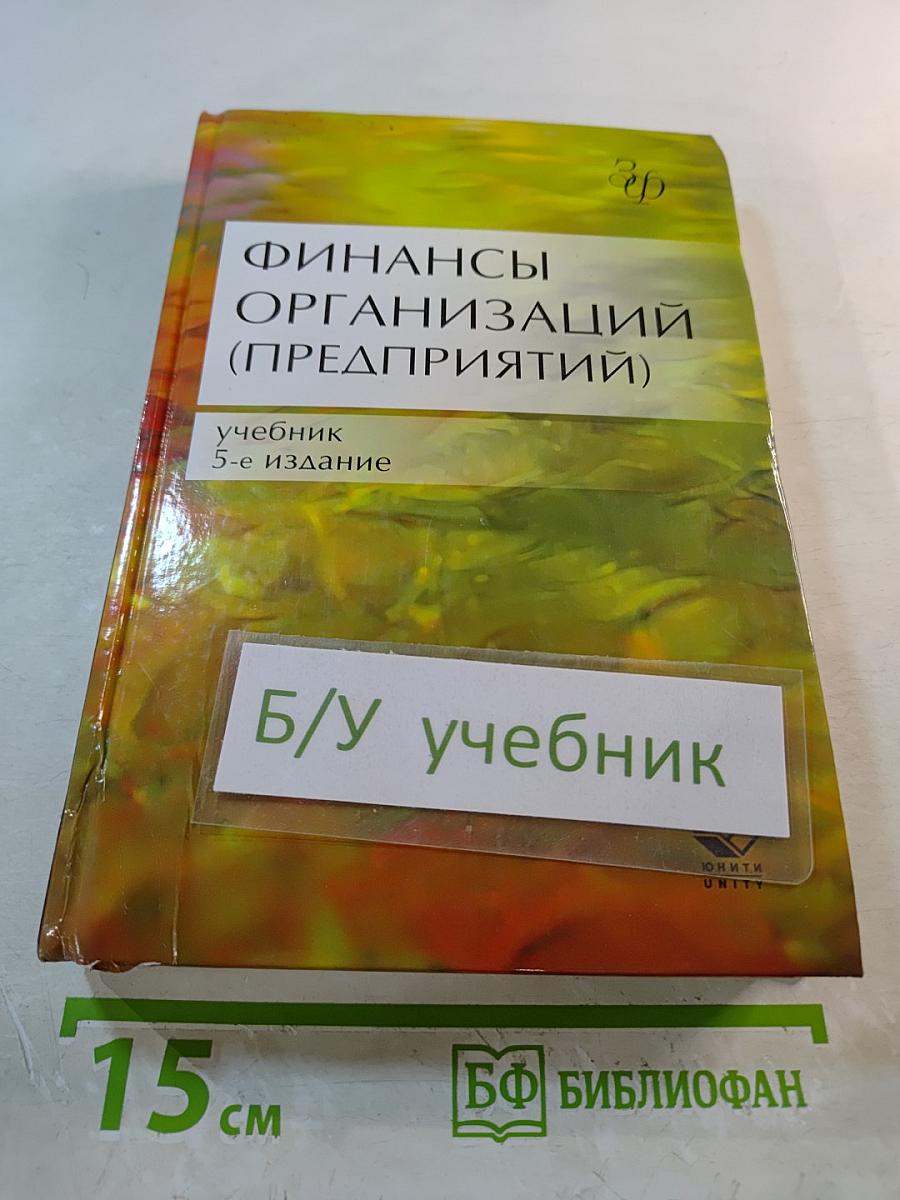 ЗФ
ФИНАНСЫ
ОРГАНИЗАЦИЙ
(ПРЕДПРИЯТИЙ)
учебник
5-е издание
Б/У учебник
ЮНИТИ
UNITY
15 см
БФ БИБЛИОФАН